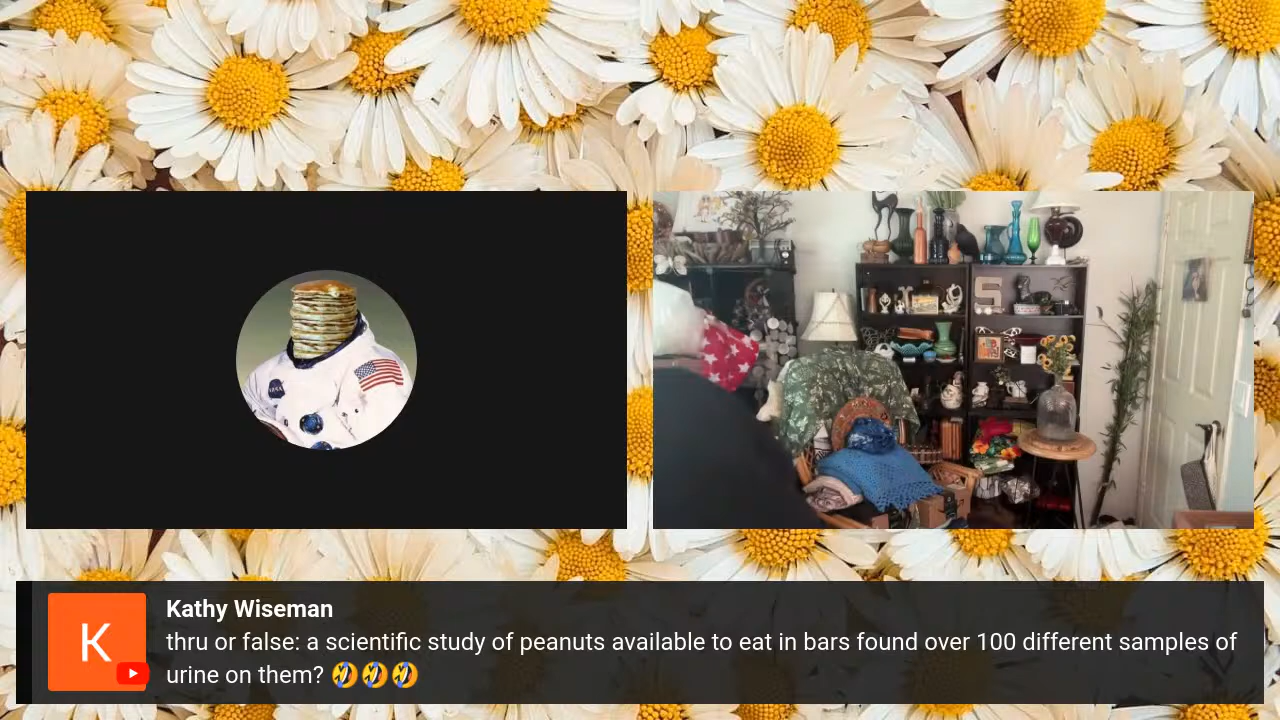 NASA
S
K
Kathy Wiseman
thru or false: a scientific study of peanuts available to eat in bars found over 100 different samples of
urine on them? 🤣🤣🤣